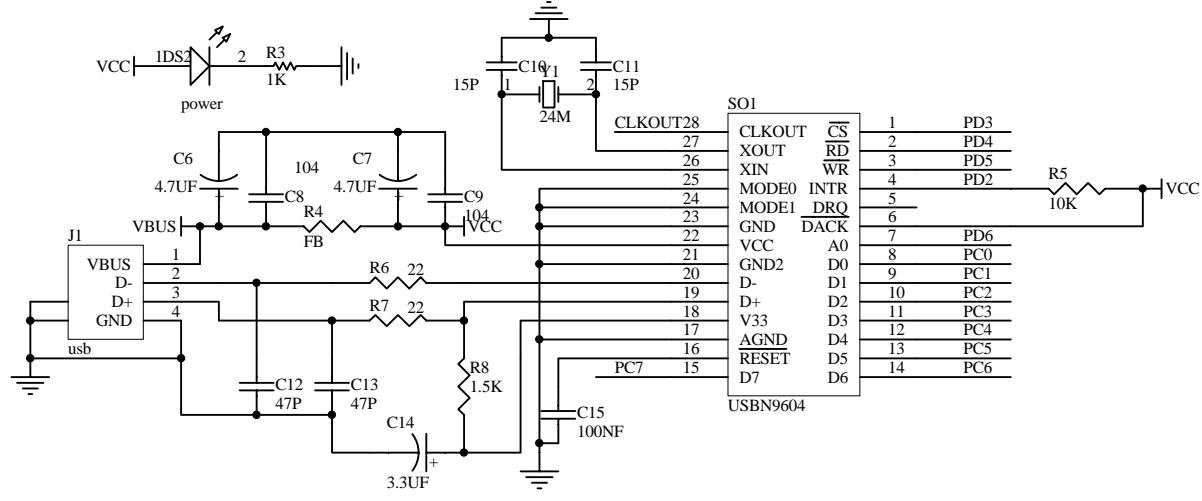 VCC
1DS2
2
R3
1K
power
C10
Y1
C11
15P
1
2
15P
24M
C6
4.7UF
104
C8
C7
4.7UF
C9
104
VBUS
R4
FB
VCC
J1
VBUS 1
D- 2
D+ 3
GND 4
usb
R6 22
R7 22
R8
1.5K
C12
47P
C13
47P
C14
+
3.3UF
C15
100NF
SO1
CLKOUT 28 CLKOUT
27 XOUT
26 XIN
25 MODE0
24 MODE1
23 GND
22 VCC
21 GND2
20 D-
19 D+
18 V33
17 AGND
16 RESET
PC7 15 D7
CS 1 PD3
RD 2 PD4
WR 3 PD5
INTR 4 PD2
DRQ 5
DACK 6
A0 7 PD6
D0 8 PC0
D1 9 PC1
D2 10 PC2
D3 11 PC3
D4 12 PC4
D5 13 PC5
D6 14 PC6
USBN9604
R5
10K
VCC